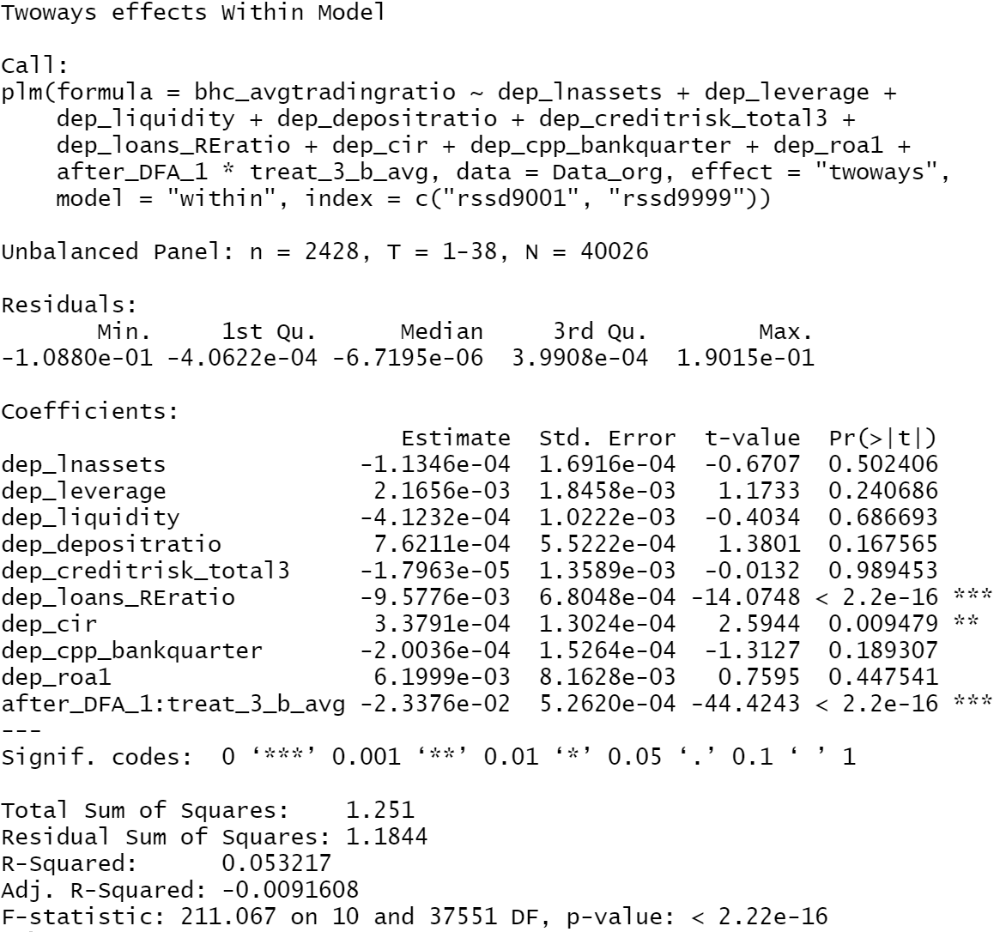 Twoways effects Within Model

Call:
plm(formula = bhc_avgtradingratio ~ dep_lnassets + dep_leverage +
    dep_liquidity + dep_depositratio + dep_creditrisk_total3 +
    dep_loans_REratio + dep_cir + dep_cpp_bankquarter + dep_roa1 +
    after_DFA_1 * treat_3_b_avg, data = Data_org, effect = "twoways",
    model = "within", index = c("rssd9001", "rssd9999"))

Unbalanced Panel: n = 2428, T = 1-38, N = 40026

Residuals:
       Min.     1st Qu.      Median     3rd Qu.        Max.
-1.0880e-01 -4.0622e-04 -6.7195e-06  3.9908e-04  1.9015e-01

Coefficients:
                             Estimate  Std. Error  t-value  Pr(>|t|)
dep_lnassets              -1.1346e-04  1.6916e-04  -0.6707  0.502406
dep_leverage               2.1656e-03  1.8458e-03   1.1733  0.240686
dep_liquidity             -4.1232e-04  1.0222e-03  -0.4034  0.686693
dep_depositratio           7.6211e-04  5.5222e-04   1.3801  0.167565
dep_creditrisk_total3     -1.7963e-05  1.3589e-03  -0.0132  0.989453
dep_loans_REratio         -9.5776e-03  6.8048e-04 -14.0748 < 2.2e-16 ***
dep_cir                    3.3791e-04  1.3024e-04   2.5944  0.009479 **
dep_cpp_bankquarter       -2.0036e-04  1.5264e-04  -1.3127  0.189307
dep_roa1                   6.1999e-03  8.1628e-03   0.7595  0.447541
after_DFA_1:treat_3_b_avg -2.3376e-02  5.2620e-04 -44.4243 < 2.2e-16 ***
---
Signif. codes:  0 ‘***’ 0.001 ‘**’ 0.01 ‘*’ 0.05 ‘.’ 0.1 ‘ ’ 1

Total Sum of Squares:    1.251
Residual Sum of Squares: 1.1844
R-Squared:      0.053217
Adj. R-Squared: -0.0091608
F-statistic: 211.067 on 10 and 37551 DF, p-value: < 2.22e-16